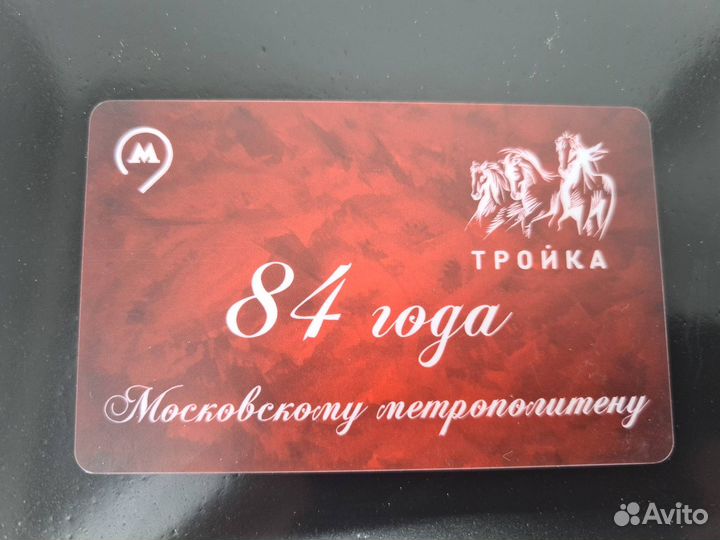 М
ТРОЙКА
84 года
Московскому метрополитену
Avito